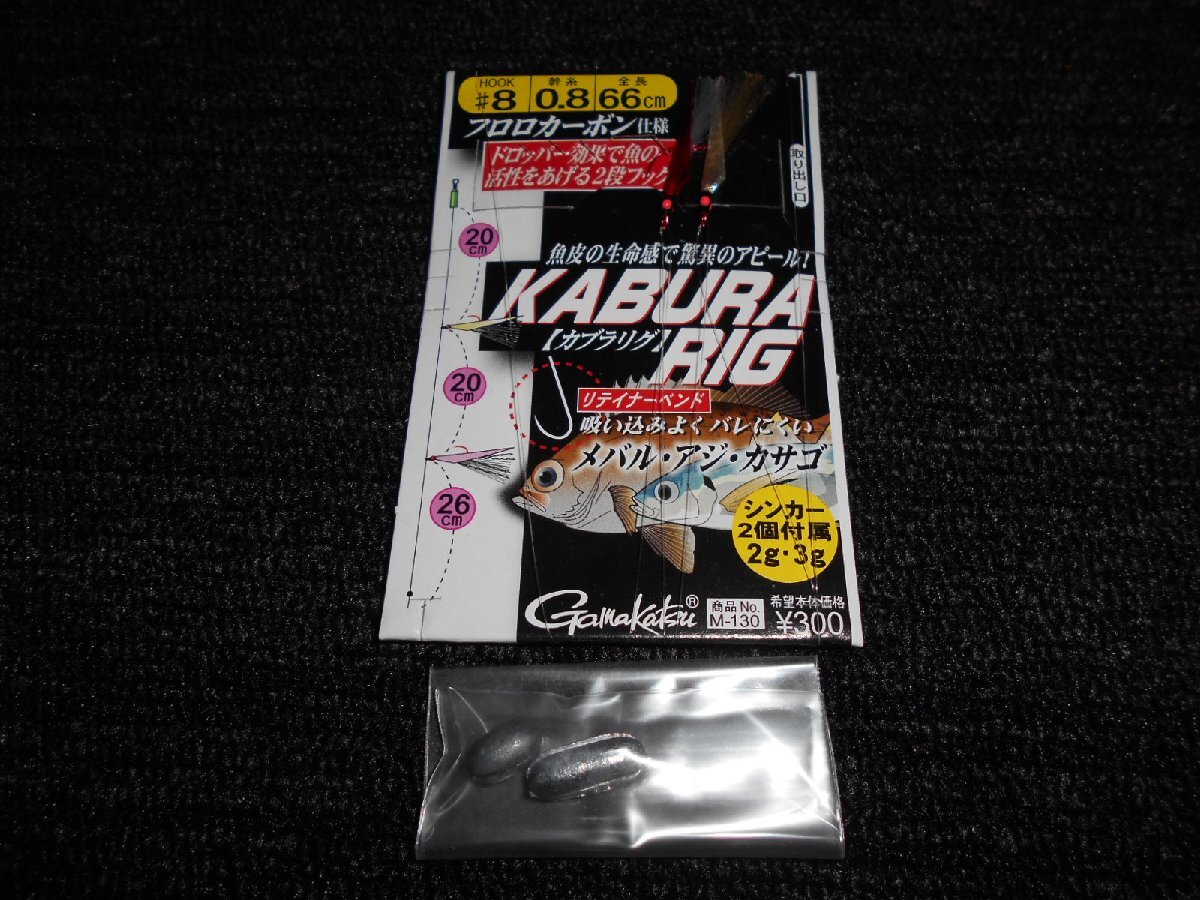 HOOK 幹糸 全長
#8 0.8 66cm
フロロカーボン仕様
ドロッパー効果で魚の
活性をあげる2段フック
取り出し口
20cm
魚皮の生命感で驚異のアピール!
KABURA
【カブラリグ】
RIG
20cm
リテイナーベンド
吸い込みよくバレにくい
メバル・アジ・カサゴ
26cm
シンカー
2個付属
2g・3g
Gamakatsu®
商品No.
M-130
希望本体価格
¥300